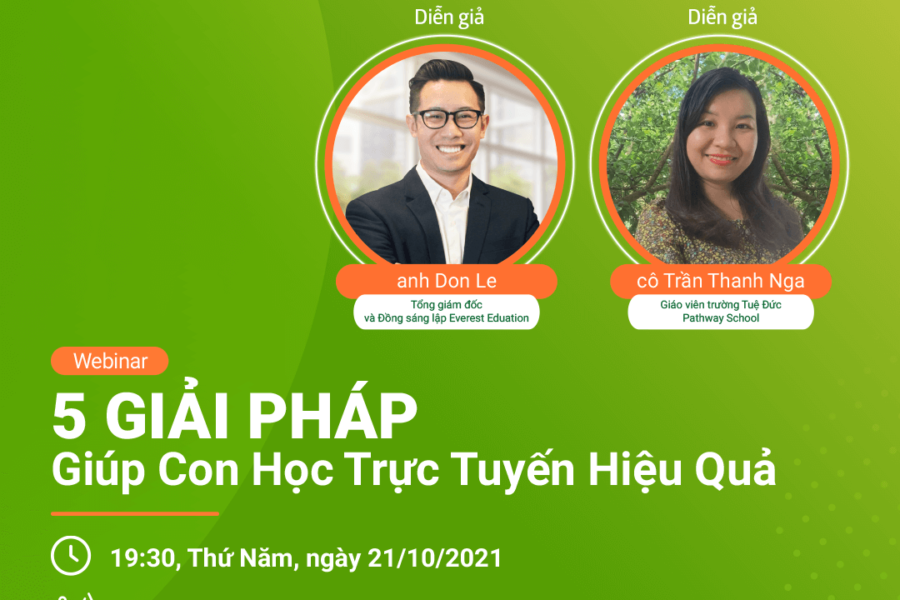 Diễn giả
Diễn giả
anh Don Le
Tổng giám đốc
và Đồng sáng lập Everest Eduation
cô Trần Thanh Nga
Giáo viên trường Tuệ Đức
Pathway School
Webinar
5 GIẢI PHÁP
Giúp Con Học Trực Tuyến Hiệu Quả
19:30, Thứ Năm, ngày 21/10/2021